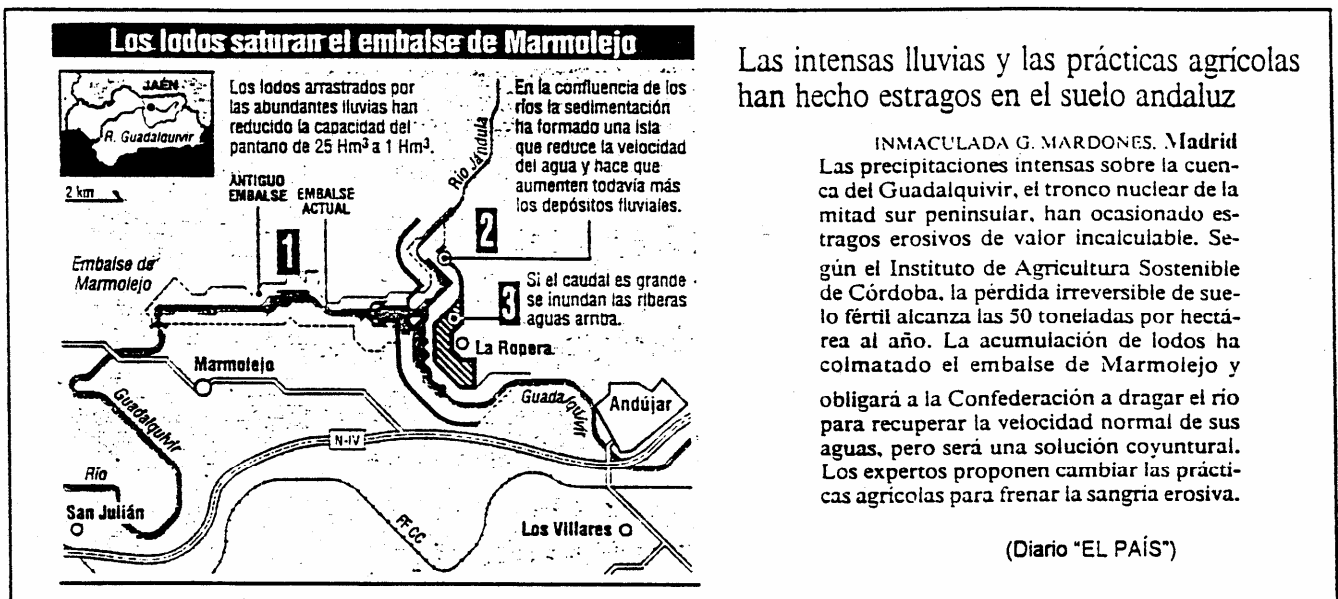 Los lodos saturan el embalse de Marmolejo
JAÉN
R. Guadalquivir
2 km
Los lodos arrastrados por
las abundantes lluvias han
reducido la capacidad del
pantano de 25 Hm³ a 1 Hm³.
ANTIGUO
EMBALSE
EMBALSE
ACTUAL
1
Embalse de
Marmolejo
Río Jándula
En la confluencia de los
ríos la sedimentación
ha formado una isla
que reduce la velocidad
del agua y hace que
aumenten todavía más
los depósitos fluviales.
2
Si el caudal es grande
se inundan las riberas
aguas arriba.
3
La Ropera
Marmolejo
Guadalquivir
Guadalquivir
Andújar
N-IV
Río
San Julián
FF CC
Los Villares
Las intensas lluvias y las prácticas agrícolas
han hecho estragos en el suelo andaluz
INMACULADA G. MARDONES. Madrid
Las precipitaciones intensas sobre la cuen-
ca del Guadalquivir, el tronco nuclear de la
mitad sur peninsular, han ocasionado es-
tragos erosivos de valor incalculable. Se-
gún el Instituto de Agricultura Sostenible
de Córdoba, la pérdida irreversible de sue-
lo fértil alcanza las 50 toneladas por hectá-
rea al año. La acumulación de lodos ha
colmatado el embalse de Marmolejo y
obligará a la Confederación a dragar el río
para recuperar la velocidad normal de sus
aguas, pero será una solución coyuntural.
Los expertos proponen cambiar las prácti-
cas agrícolas para frenar la sangría erosiva.
(Diario "EL PAÍS")